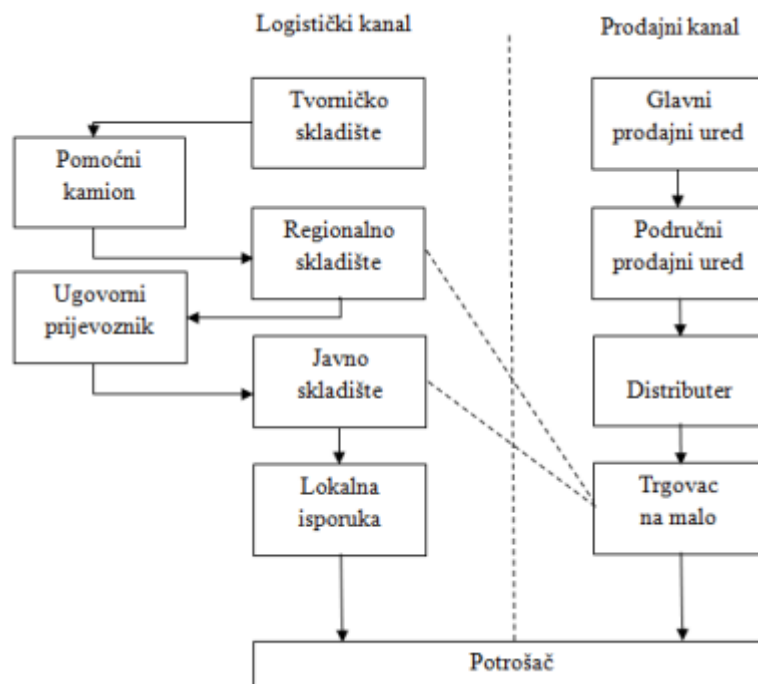 Logistički kanal
Prodajni kanal
Tvorničko
skladište
Glavni
prodajni ured
Pomoćni
kamion
Regionalno
skladište
Područni
prodajni ured
Ugovorni
prijevoznik
Javno
skladište
Distributer
Lokalna
isporuka
Trgovac
na malo
Potrošač